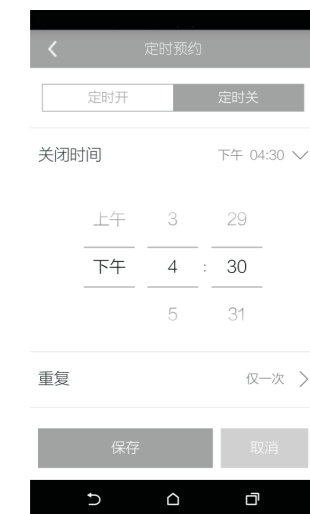 定时预约
定时开 定时关
关闭时间 下午 04:30
上午 3 29
下午 4 : 30
5 31
重复 仅一次
保存 取消